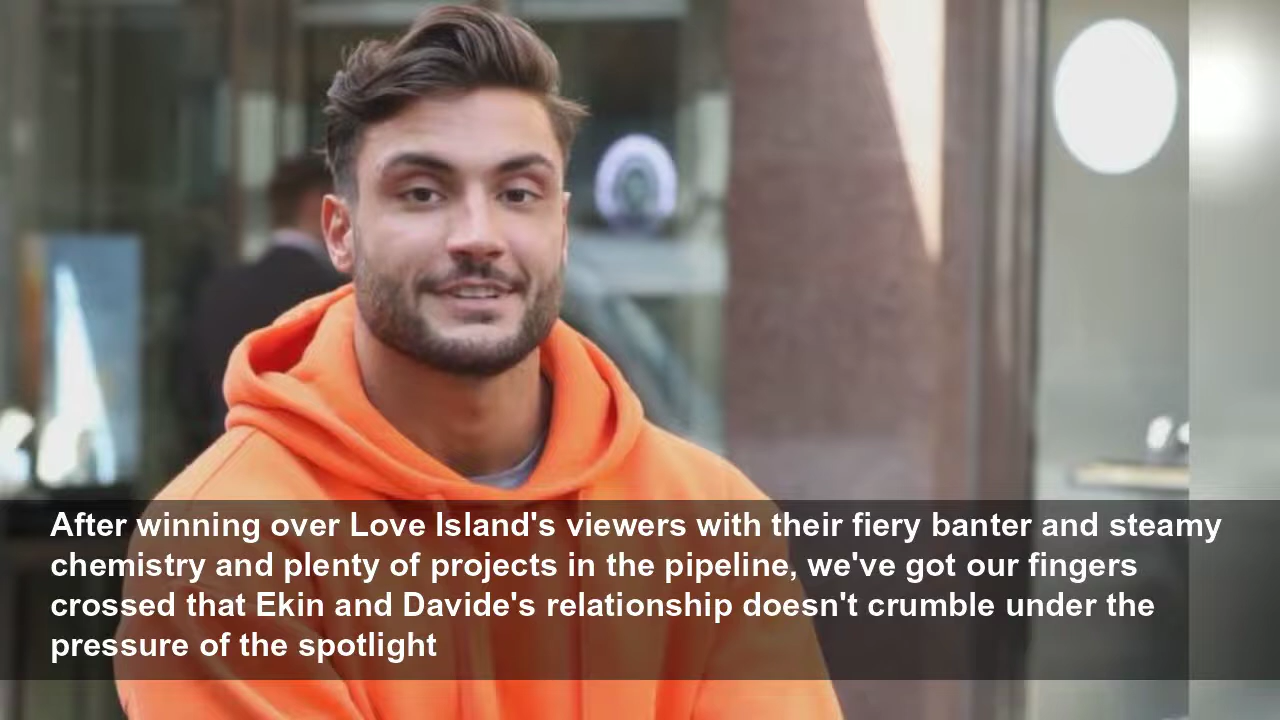 After winning over Love Island's viewers with their fiery banter and steamy
chemistry and plenty of projects in the pipeline, we've got our fingers
crossed that Ekin and Davide's relationship doesn't crumble under the
pressure of the spotlight